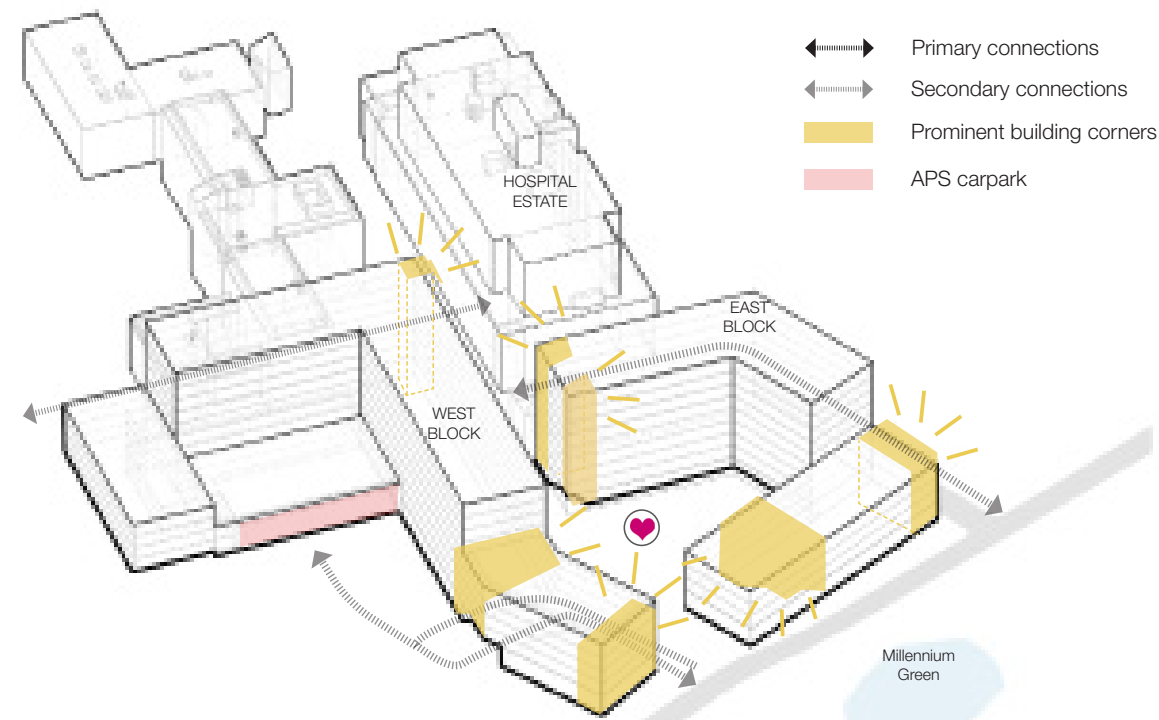 Primary connections
Secondary connections
Prominent building corners
APS carpark
HOSPITAL
ESTATE
EAST
BLOCK
WEST
BLOCK
Millennium
Green